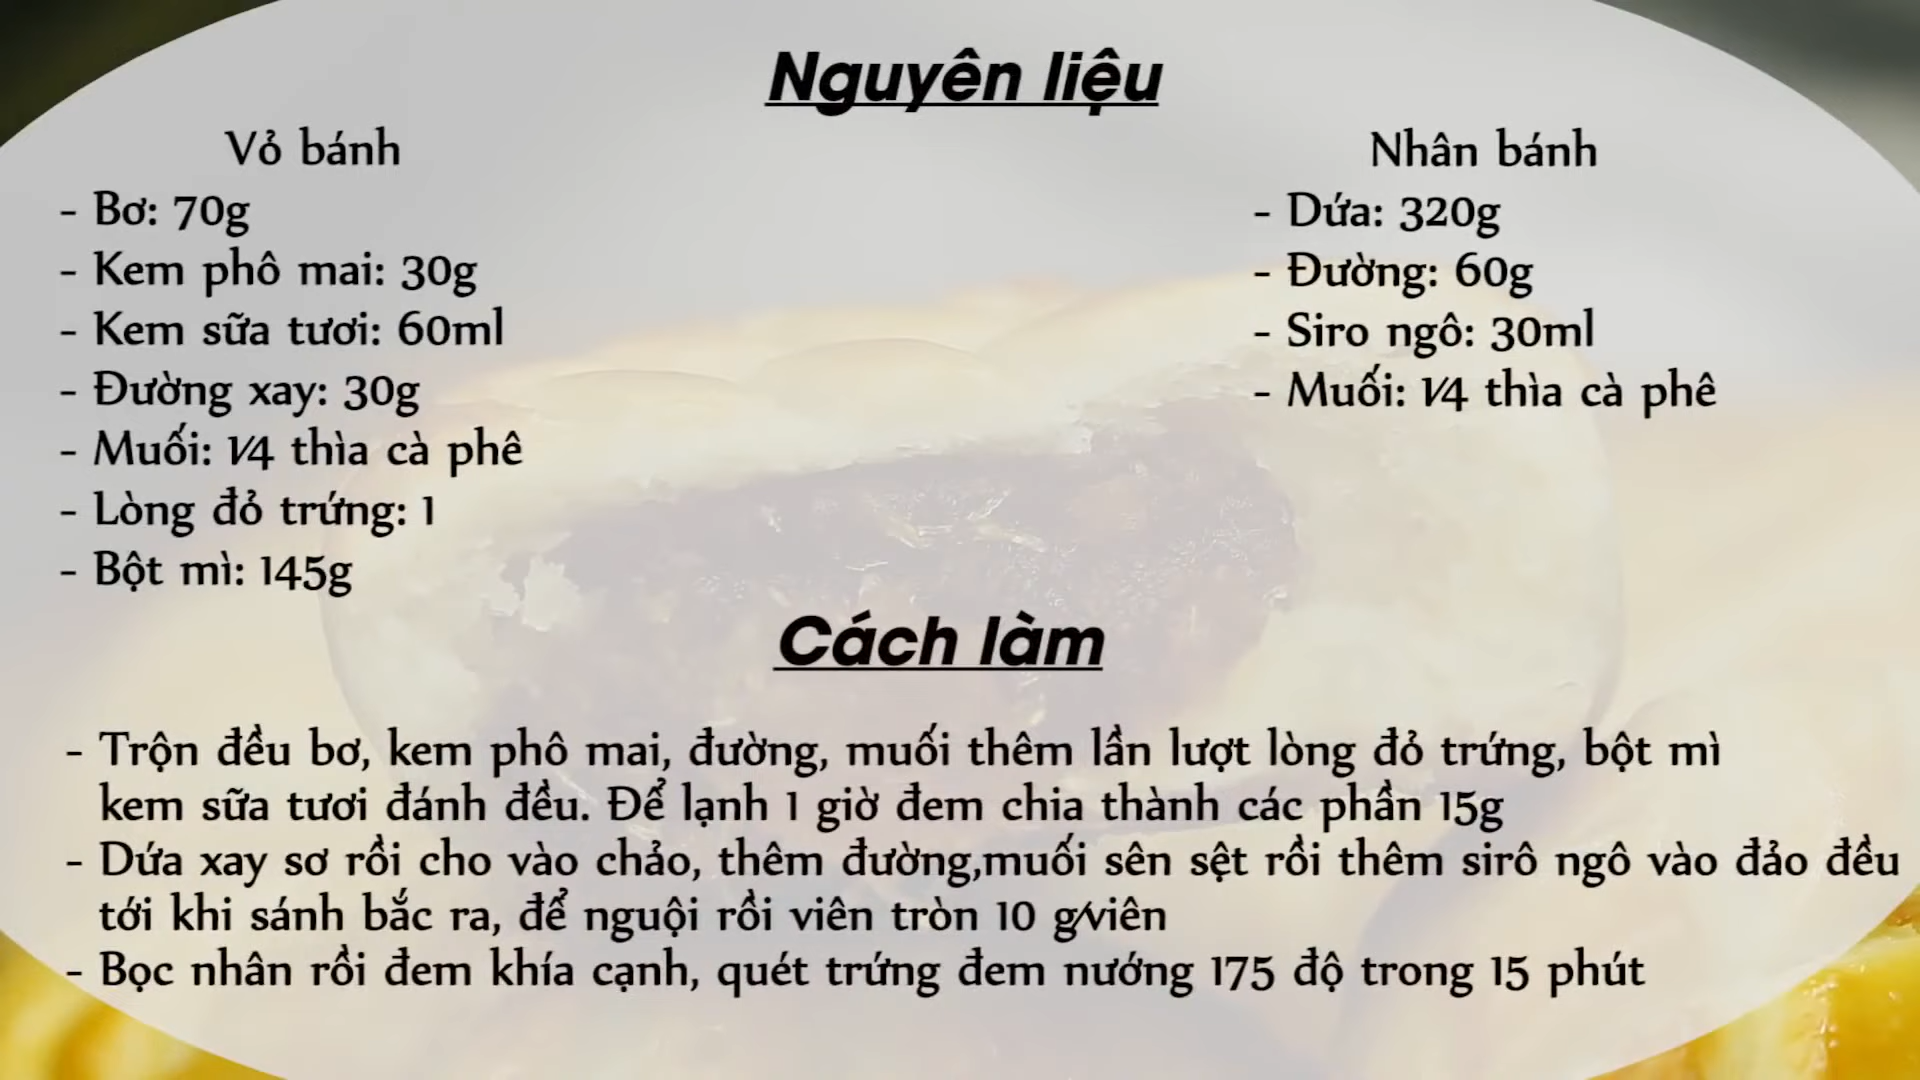 Nguyên liệu
Vỏ bánh
- Bơ: 70g
- Kem phô mai: 30g
- Kem sữa tươi: 60ml
- Đường xay: 30g
- Muối: 1/4 thìa cà phê
- Lòng đỏ trứng: 1
- Bột mì: 145g
Nhân bánh
- Dứa: 320g
- Đường: 60g
- Siro ngô: 30ml
- Muối: 1/4 thìa cà phê
Cách làm
- Trộn đều bơ, kem phô mai, đường, muối thêm lần lượt lòng đỏ trứng, bột mì
kem sữa tươi đánh đều. Để lạnh 1 giờ đem chia thành các phần 15g
- Dứa xay sơ rồi cho vào chảo, thêm đường,muối sên sệt rồi thêm sirô ngô vào đảo đều
tới khi sánh bắc ra, để nguội rồi viên tròn 10 g/viên
- Bọc nhân rồi đem khía cạnh, quét trứng đem nướng 175 độ trong 15 phút